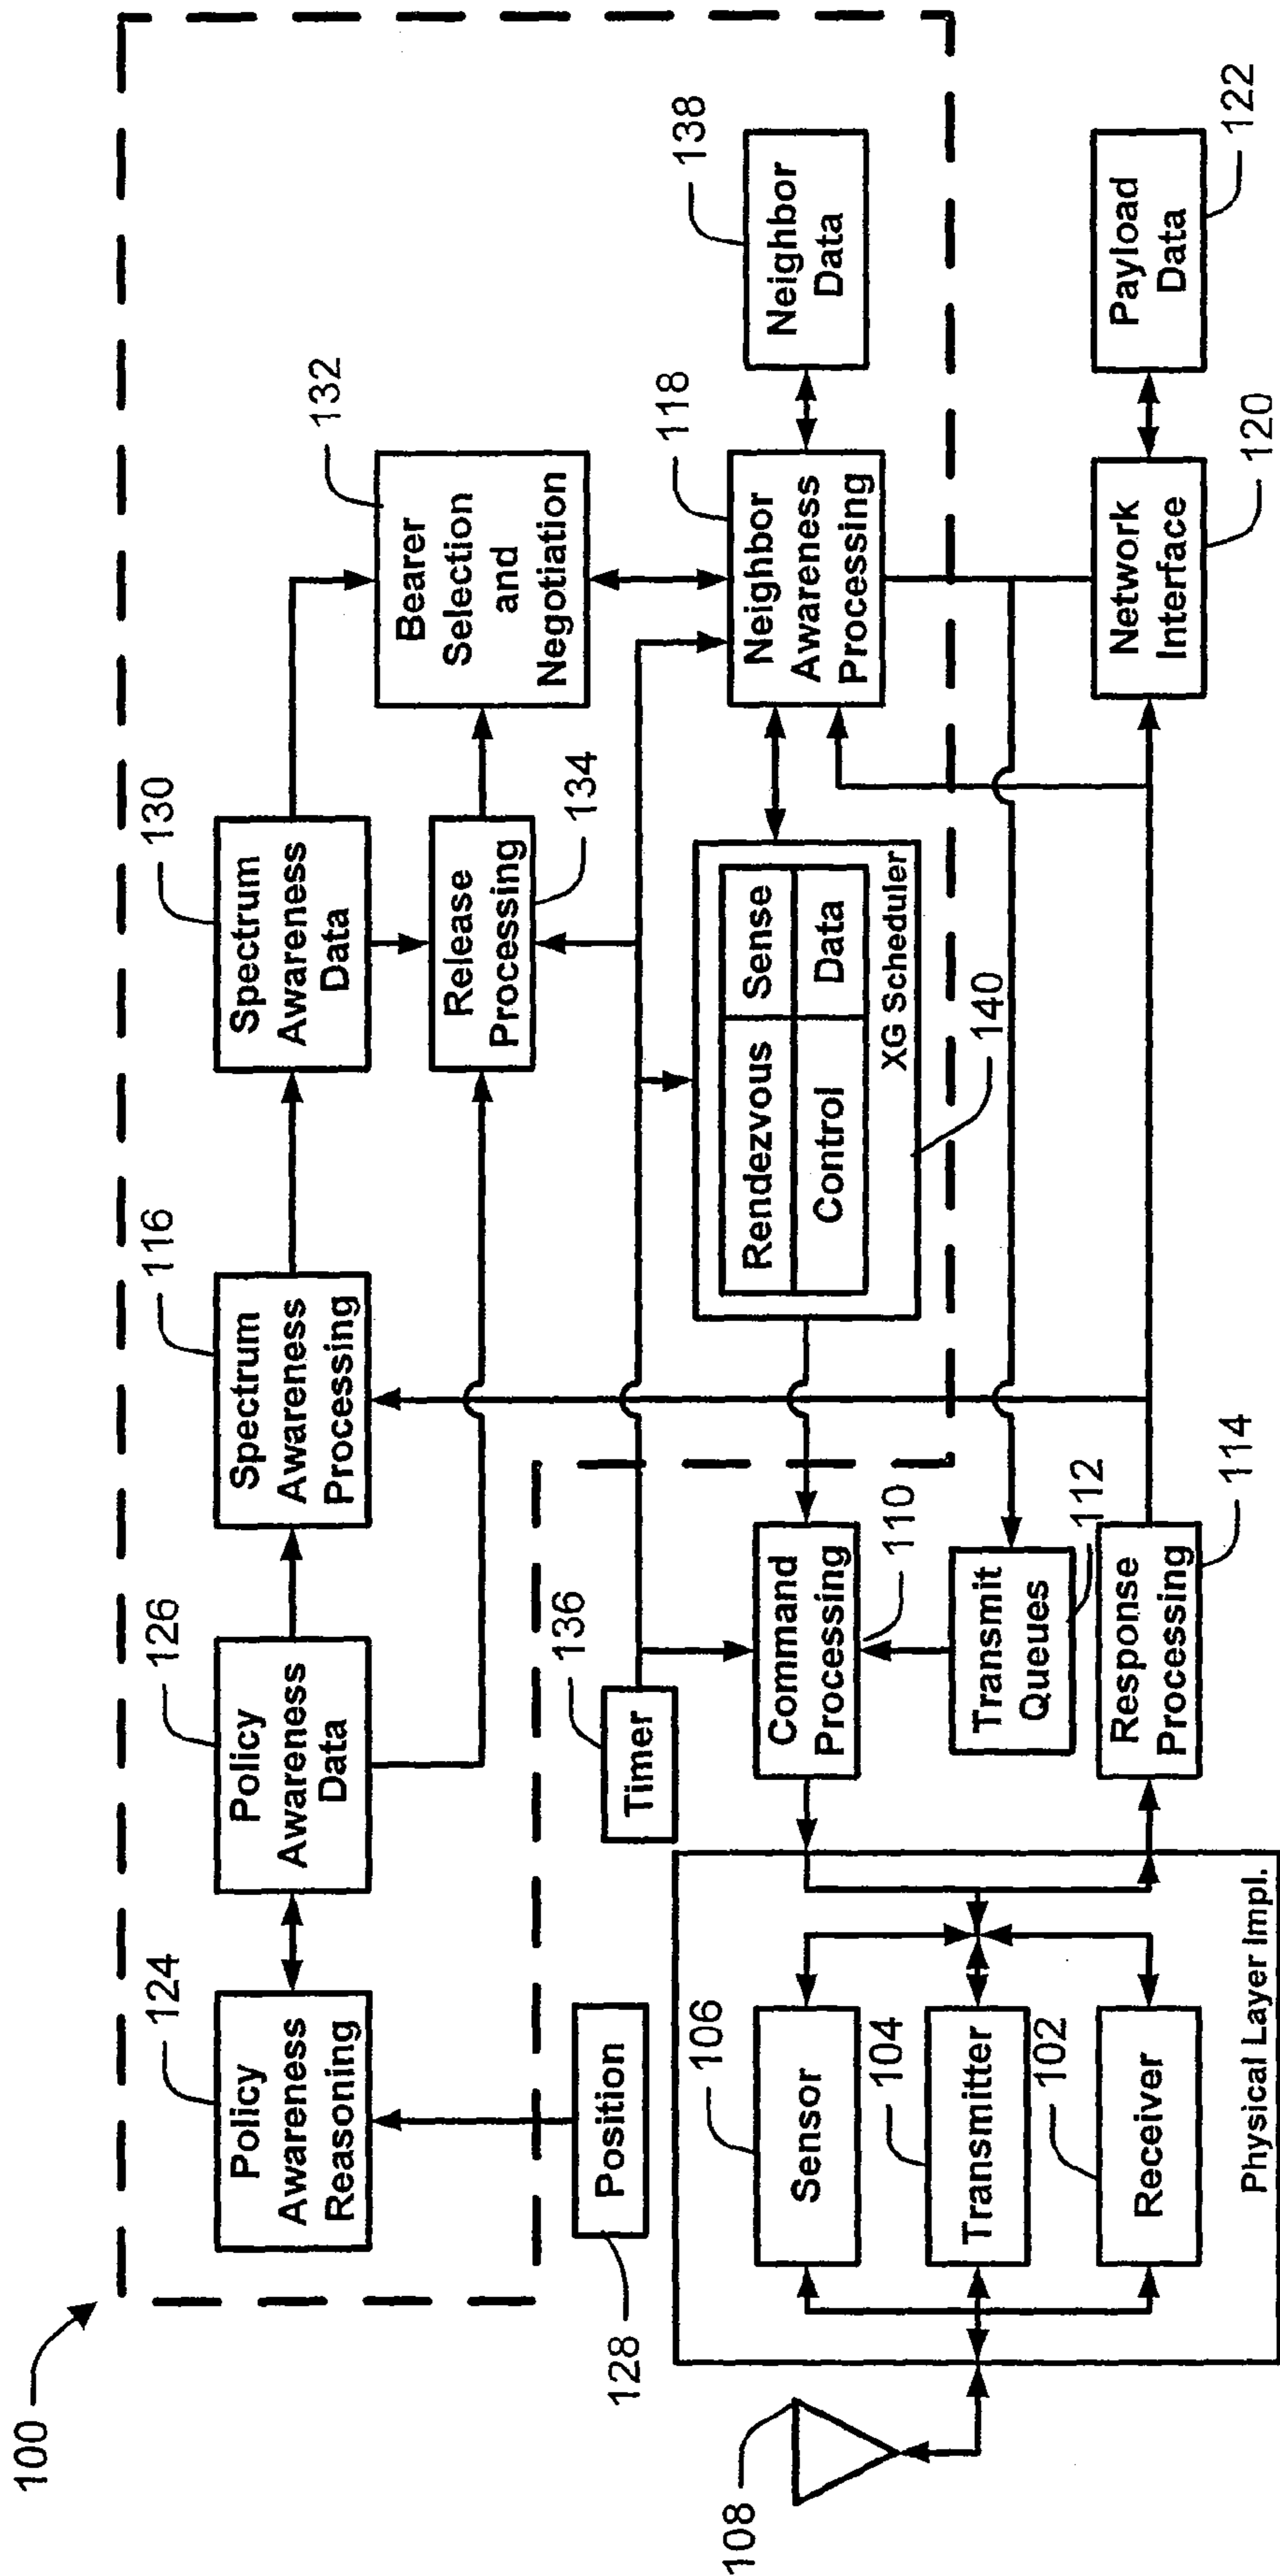 100
124
Policy
Awareness
Reasoning
126
Policy
Awareness
Data
116
Spectrum
Awareness
Processing
130
Spectrum
Awareness
Data
132
Bearer
Selection
and
Negotiation
134
Release
Processing
128
Position
136
Timer
118
Neighbor
Awareness
Processing
138
Neighbor
Data
Rendezvous
Sense
Control
Data
XG Scheduler
140
108
106
Sensor
104
Transmitter
102
Receiver
Physical Layer Impl.
Command
Processing
110
Transmit
Queues
112
Response
Processing
114
Network
Interface
120
Payload
Data
122